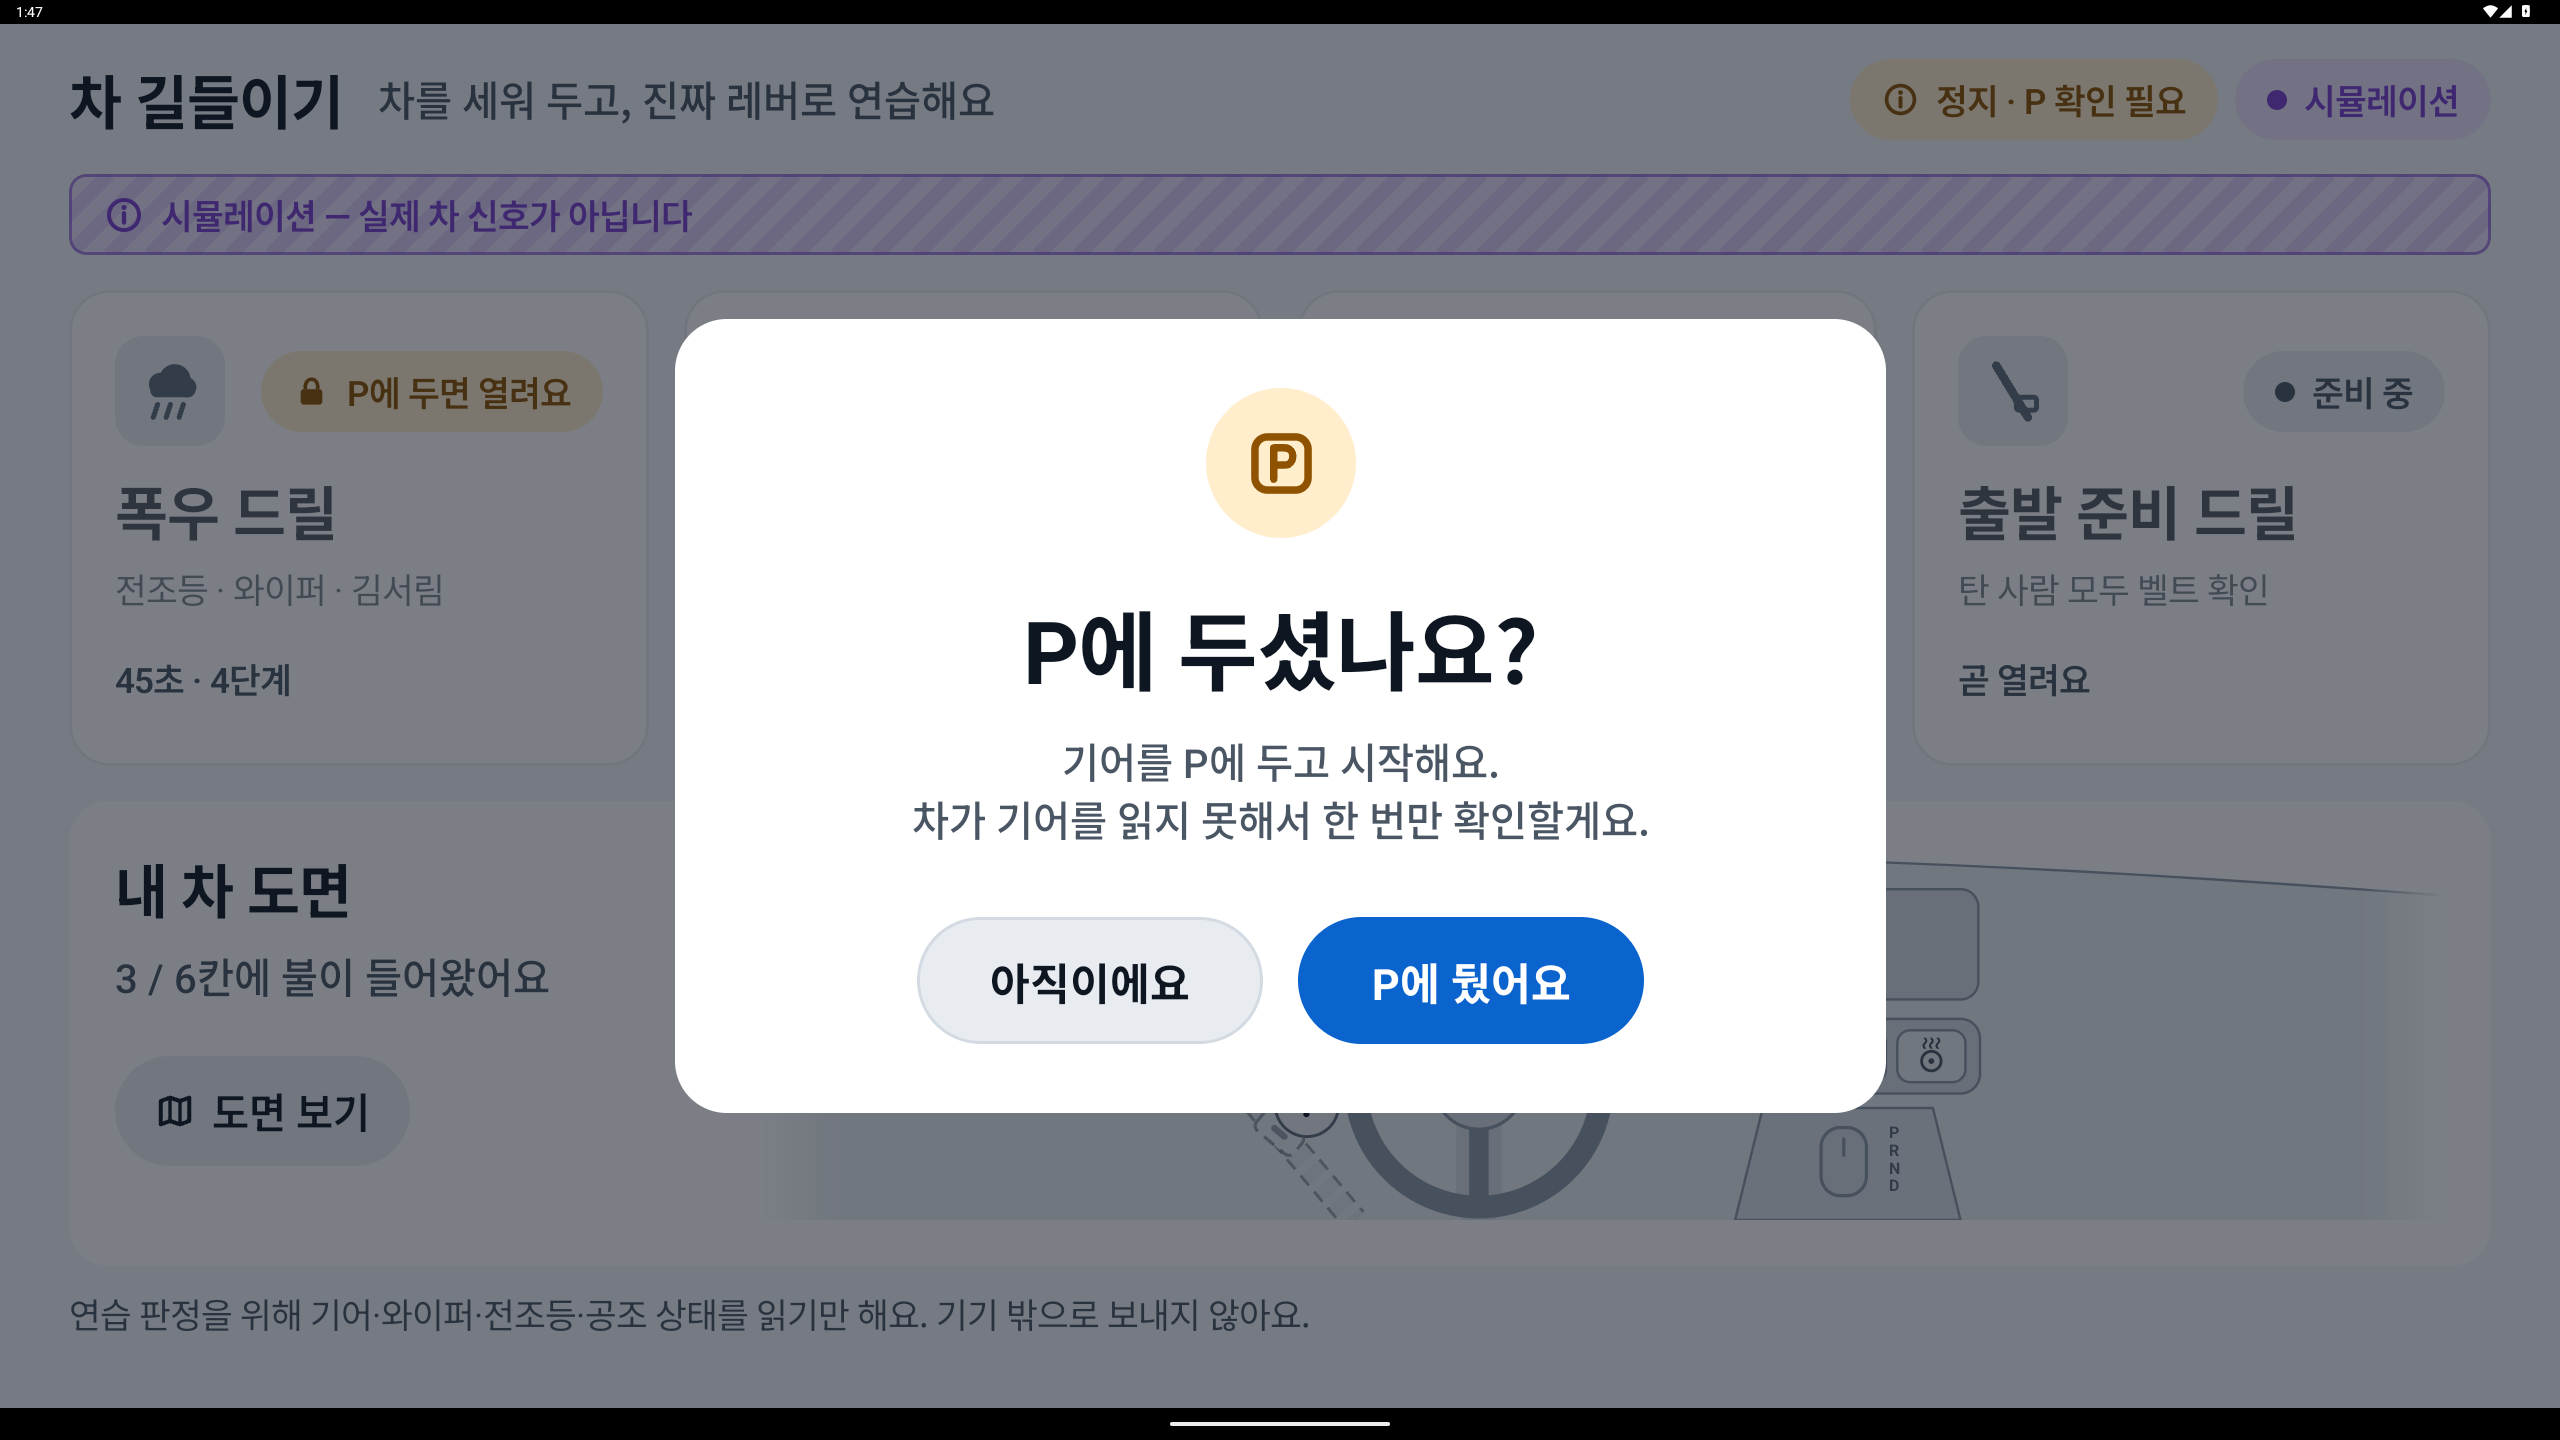 1:47
차 길들이기
차를 세워 두고, 진짜 레버로 연습해요
정지 · P 확인 필요
시뮬레이션
시뮬레이션 — 실제 차 신호가 아닙니다
P에 두면 열려요
폭우 드릴
전조등 · 와이퍼 · 김서림
45초 · 4단계
준비 중
출발 준비 드릴
탄 사람 모두 벨트 확인
곧 열려요
P
P에 두셨나요?
기어를 P에 두고 시작해요.
차가 기어를 읽지 못해서 한 번만 확인할게요.
아직이에요
P에 뒀어요
내 차 도면
3 / 6칸에 불이 들어왔어요
도면 보기
P
R
N
D
연습 판정을 위해 기어·와이퍼·전조등·공조 상태를 읽기만 해요. 기기 밖으로 보내지 않아요.